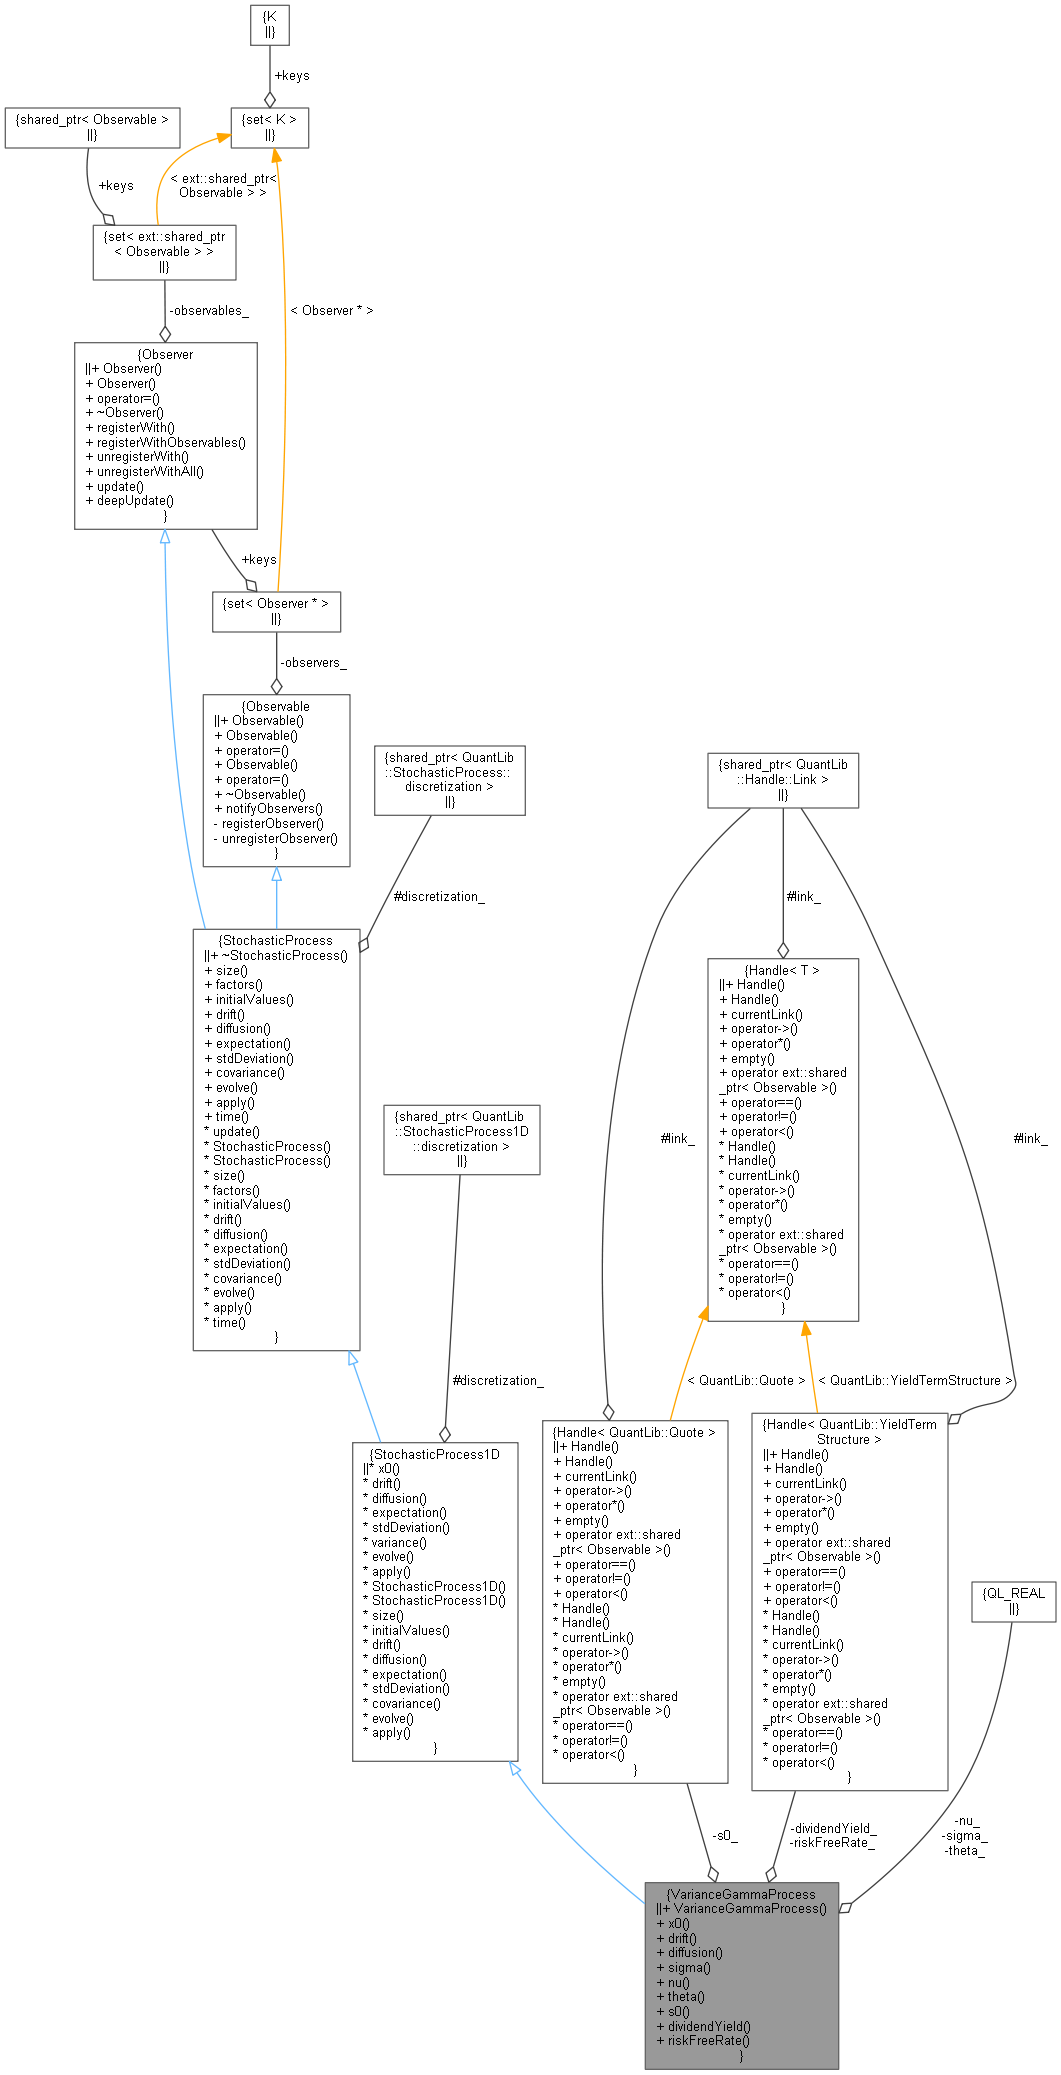 {K
||}
+keys
{shared_ptr< Observable >
||}
{set< K >
||}
+keys
< ext::shared_ptr<
Observable > >
{set< ext::shared_ptr
< Observable > >
||}
-observables_
< Observer * >
{Observer
||+ Observer()
+ Observer()
+ operator=()
+ ~Observer()
+ registerWith()
+ registerWithObservables()
+ unregisterWith()
+ unregisterWithAll()
+ update()
+ deepUpdate()
}
+keys
{set< Observer * >
||}
-observers_
{Observable
||+ Observable()
+ Observable()
+ operator=()
+ Observable()
+ operator=()
+ ~Observable()
+ notifyObservers()
- registerObserver()
- unregisterObserver()
}
{shared_ptr< QuantLib
::StochasticProcess::
discretization >
||}
#discretization_
{shared_ptr< QuantLib
::Handle::Link >
||}
#link_
{StochasticProcess
||+ ~StochasticProcess()
+ size()
+ factors()
+ initialValues()
+ drift()
+ diffusion()
+ expectation()
+ stdDeviation()
+ covariance()
+ evolve()
+ apply()
+ time()
* update()
* StochasticProcess()
* StochasticProcess()
* size()
* factors()
* initialValues()
* drift()
* diffusion()
* expectation()
* stdDeviation()
* covariance()
* evolve()
* apply()
* time()
}
{Handle< T >
||+ Handle()
+ Handle()
+ currentLink()
+ operator->()
+ operator*()
+ empty()
+ operator ext::shared
_ptr< Observable >()
+ operator==()
+ operator!=()
+ operator<()
* Handle()
* Handle()
* currentLink()
* operator->()
* operator*()
* empty()
* operator ext::shared
_ptr< Observable >()
* operator==()
* operator!=()
* operator<()
}
{shared_ptr< QuantLib
::StochasticProcess1D
::discretization >
||}
#link_
#link_
#discretization_
< QuantLib::Quote >
< QuantLib::YieldTermStructure >
{StochasticProcess1D
||* x0()
* drift()
* diffusion()
* expectation()
* stdDeviation()
* variance()
* evolve()
* apply()
* StochasticProcess1D()
* StochasticProcess1D()
* size()
* initialValues()
* drift()
* diffusion()
* expectation()
* stdDeviation()
* covariance()
* evolve()
* apply()
}
{Handle< QuantLib::Quote >
||+ Handle()
+ Handle()
+ currentLink()
+ operator->()
+ operator*()
+ empty()
+ operator ext::shared
_ptr< Observable >()
+ operator==()
+ operator!=()
+ operator<()
* Handle()
* Handle()
* currentLink()
* operator->()
* operator*()
* empty()
* operator ext::shared
_ptr< Observable >()
* operator==()
* operator!=()
* operator<()
}
{Handle< QuantLib::YieldTerm
Structure >
||+ Handle()
+ Handle()
+ currentLink()
+ operator->()
+ operator*()
+ empty()
+ operator ext::shared
_ptr< Observable >()
+ operator==()
+ operator!=()
+ operator<()
* Handle()
* Handle()
* currentLink()
* operator->()
* operator*()
* empty()
* operator ext::shared
_ptr< Observable >()
* operator==()
* operator!=()
* operator<()
}
{QL_REAL
||}
-s0_
-dividendYield_
-riskFreeRate_
-nu_
-sigma_
-theta_
{VarianceGammaProcess
||+ VarianceGammaProcess()
+ x0()
+ drift()
+ diffusion()
+ sigma()
+ nu()
+ theta()
+ s0()
+ dividendYield()
+ riskFreeRate()
}